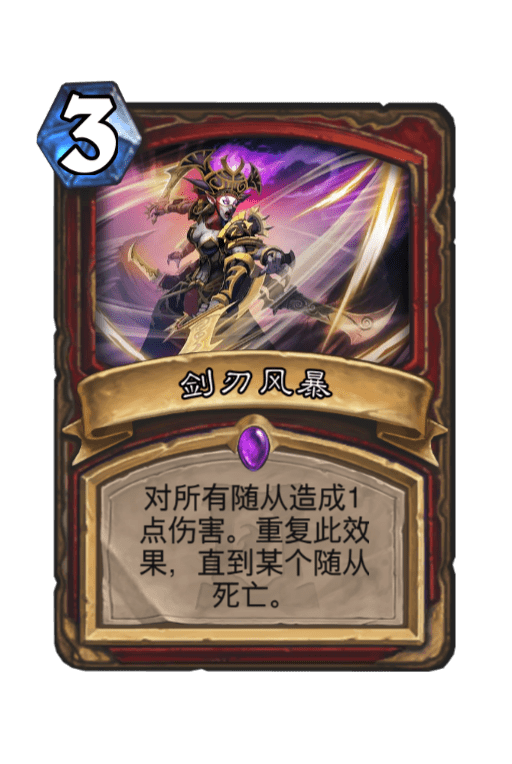 3
剑刃风暴
对所有随从造成1
点伤害。重复此效
果，直到某个随从
死亡。